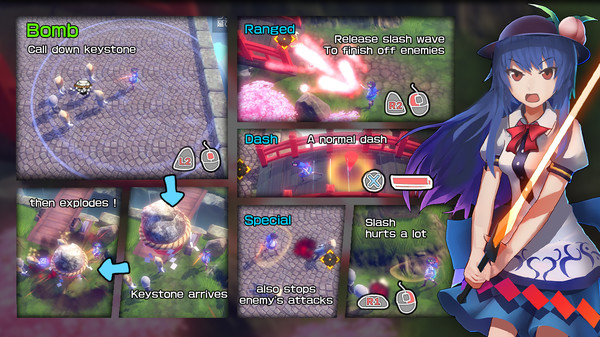 Bomb
Call down keystone
L2
then explodes !
Keystone arrives
Ranged
Release slash wave
To finish off enemies
R2
Dash
A normal dash
Special
also stops
enemy's attacks
Slash
hurts a lot
R1